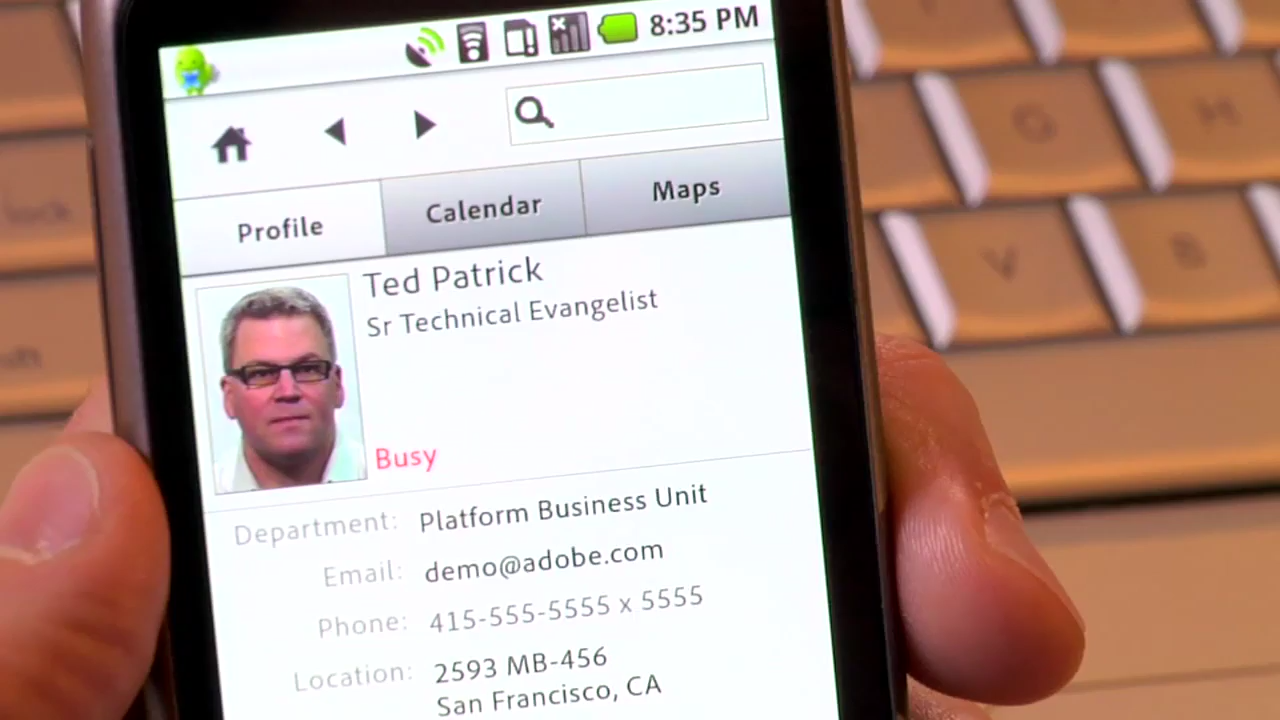 8:35 PM
Profile
Calendar
Maps
Ted Patrick
Sr Technical Evangelist
Busy
Department: Platform Business Unit
Email: demo@adobe.com
Phone: 415-555-5555 x 5555
Location: 2593 MB-456
San Francisco, CA
G
H
lock
V
B